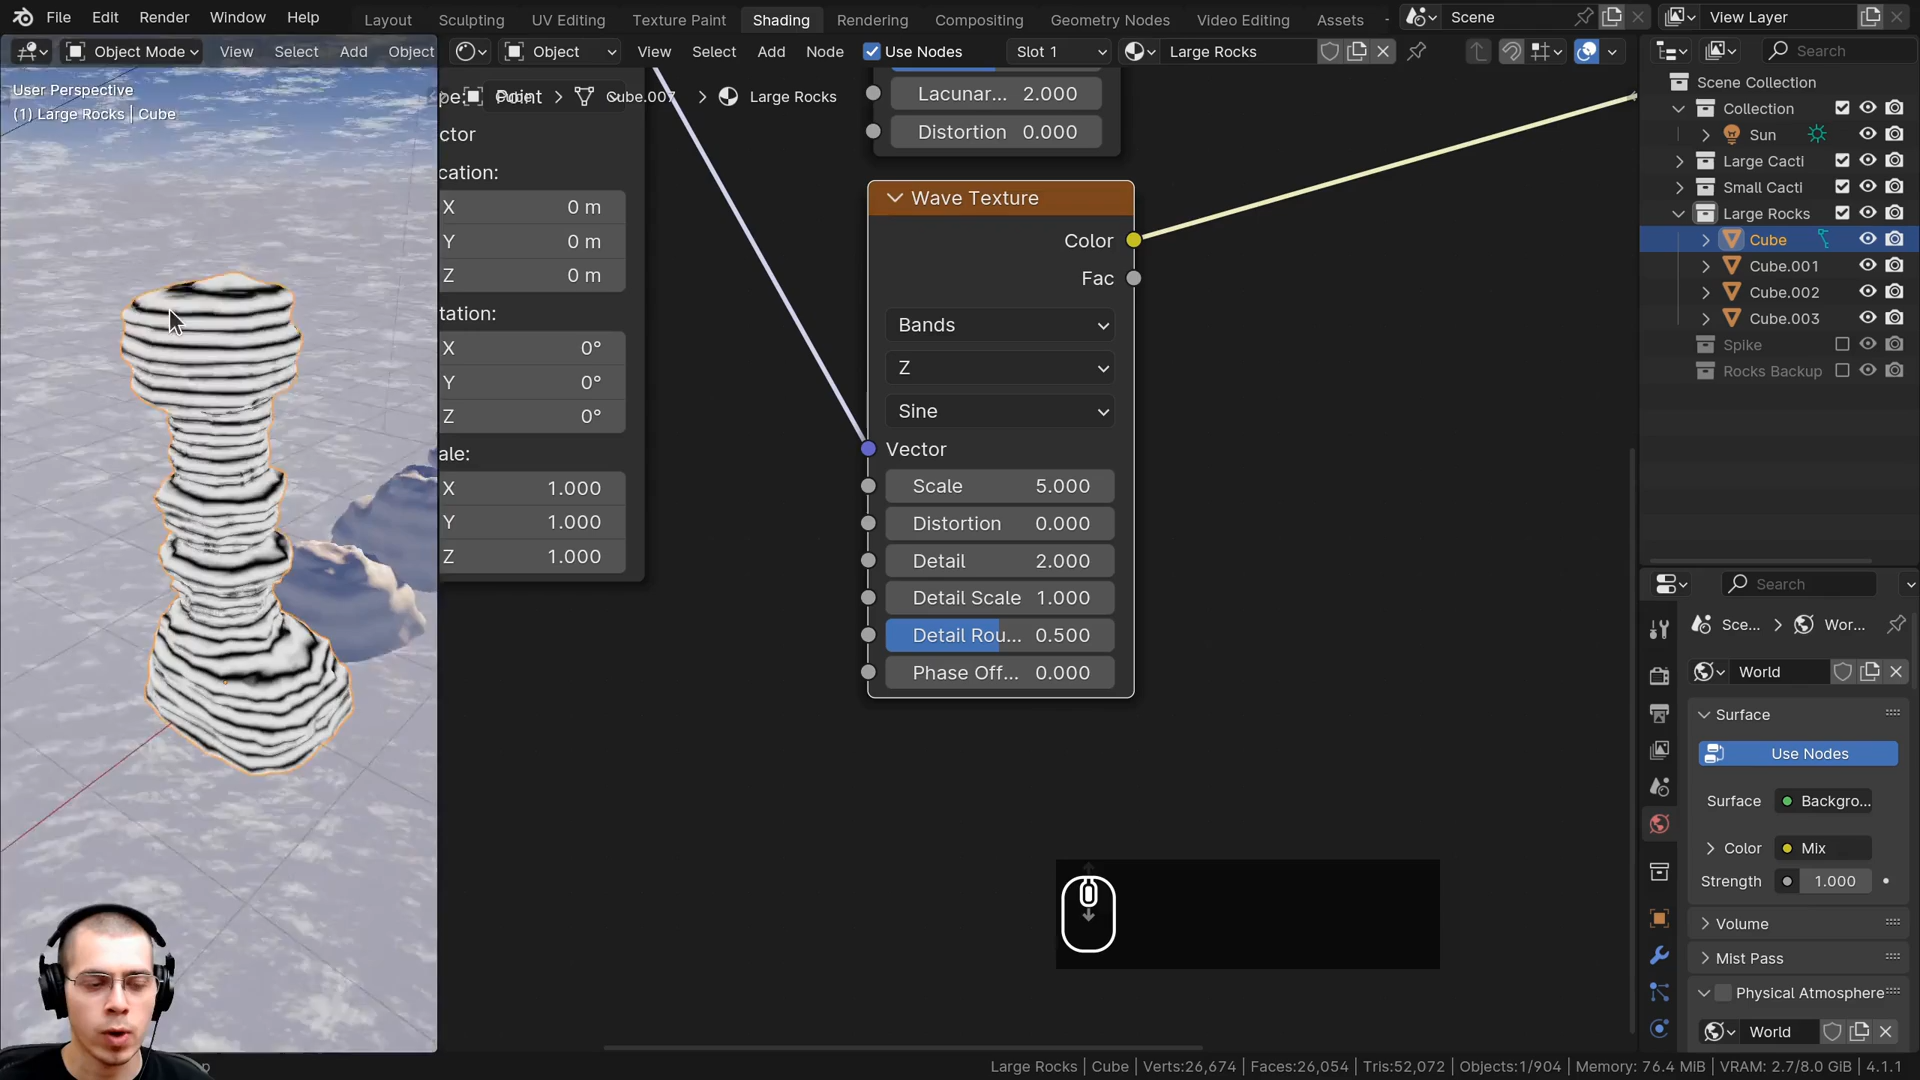 File Edit Render Window Help Layout Sculpting UV Editing Texture Paint Shading Rendering Compositing Geometry Nodes Video Editing Assets Scene View Layer
Object Mode View Select Add Object Object View Select Add Node Use Nodes Slot 1 Large Rocks Search
User Perspective
(1) Large Rocks | Cube
Point Cube.007 Large Rocks
ctor
cation:
X 0 m
Y 0 m
Z 0 m
tation:
X 0°
Y 0°
Z 0°
ale:
X 1.000
Y 1.000
Z 1.000
Lacunar... 2.000
Distortion 0.000
Wave Texture
Color
Fac
Bands
Z
Sine
Vector
Scale 5.000
Distortion 0.000
Detail 2.000
Detail Scale 1.000
Detail Rou... 0.500
Phase Off... 0.000
Scene Collection
Collection
Sun
Large Cacti
Small Cacti
Large Rocks
Cube
Cube.001
Cube.002
Cube.003
Spike
Rocks Backup
Search
Sce... Wor...
World
Surface
Use Nodes
Surface Backgro...
Color Mix
Strength 1.000
Volume
Mist Pass
Physical Atmosphere
World
Large Rocks | Cube | Verts:26,674 | Faces:26,054 | Tris:52,072 | Objects:1/904 | Memory: 76.4 MiB | VRAM: 2.7/8.0 GiB | 4.1.1